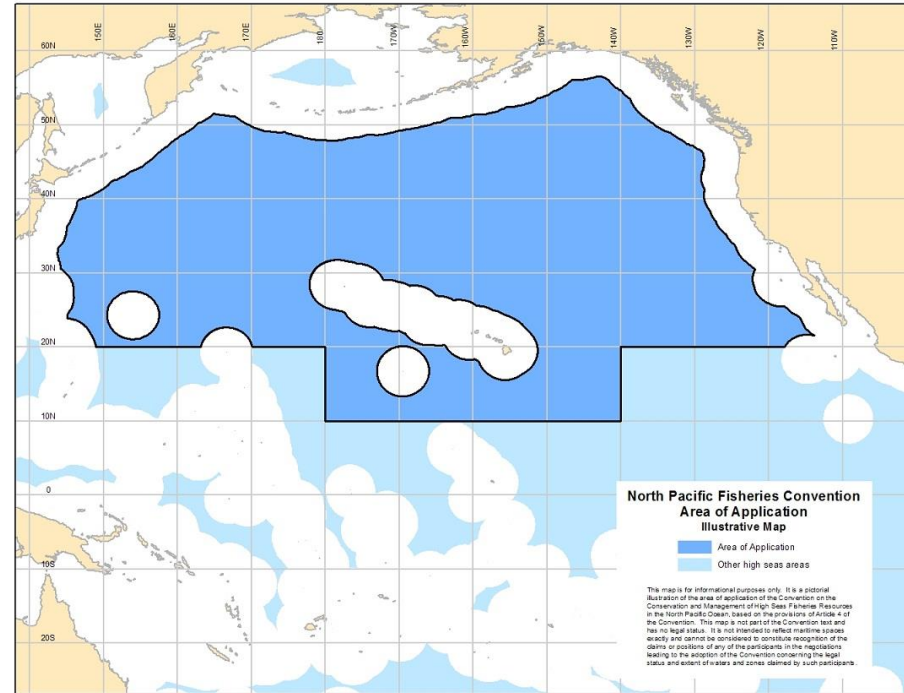 150E 160E 170E 180 170W 160W 150W 140W 130W 120W 110W
60N
50N
40N
30N
20N
10N
0
10S
20S
North Pacific Fisheries Convention
Area of Application
Illustrative Map
Area of Application
Other high seas areas
This map is for informational purposes only. It is a pictorial
illustration of the area of application of the Convention on the
Conservation and Management of High Seas Fisheries Resources
in the North Pacific Ocean, based on the provisions of Article 4 of
the Convention. This map is not part of the Convention text and
has no legal status. It is not intended to reflect maritime spaces
exactly and cannot be considered to constitute recognition of the
claims or positions of any of the participants in the negotiations
leading to the adoption of the Convention concerning the legal
status and extent of waters and zones claimed by such participants.